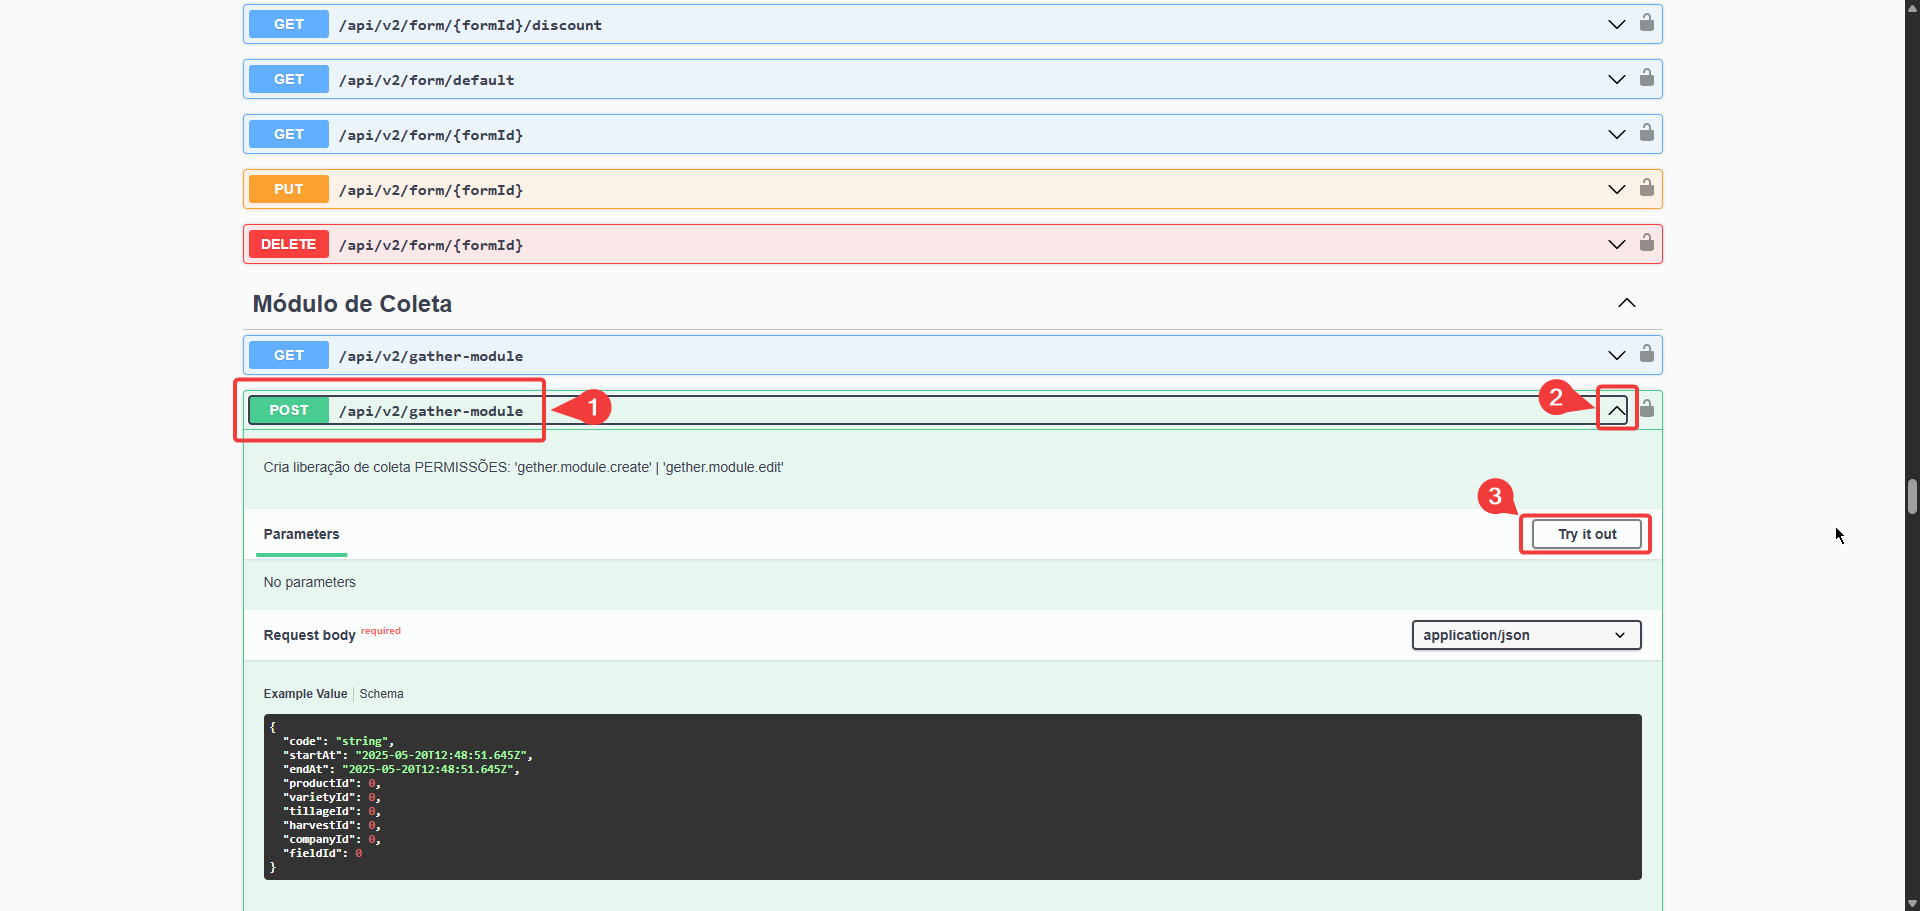 GET /api/v2/form/{formId}/discount
GET /api/v2/form/default
GET /api/v2/form/{formId}
PUT /api/v2/form/{formId}
DELETE /api/v2/form/{formId}
Módulo de Coleta
GET /api/v2/gather-module
POST /api/v2/gather-module 1 2
Cria liberação de coleta PERMISSÕES: 'gether.module.create' | 'gether.module.edit'
3
Parameters Try it out
No parameters
Request body required application/json
Example Value Schema
{
"code": "string",
"startAt": "2025-05-20T12:48:51.645Z",
"endAt": "2025-05-20T12:48:51.645Z",
"productId": 0,
"varietyId": 0,
"tillageId": 0,
"harvestId": 0,
"companyId": 0,
"fieldId": 0
}